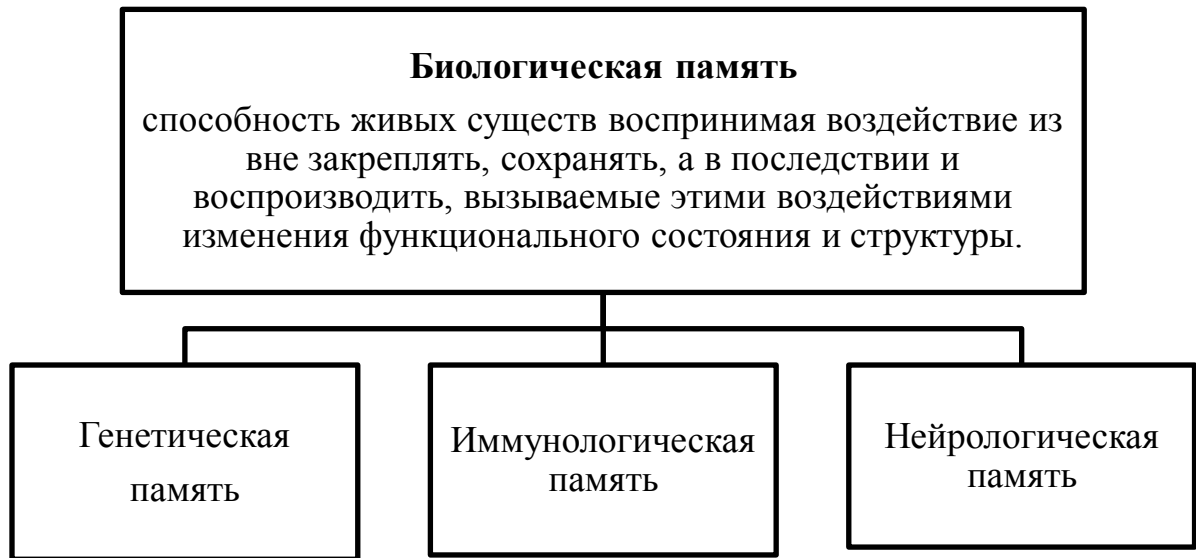 Биологическая память
способность живых существ воспринимая воздействие из
вне закреплять, сохранять, а в последствии и
воспроизводить, вызываемые этими воздействиями
изменения функционального состояния и структуры.
Генетическая
память
Иммунологическая
память
Нейрологическая
память